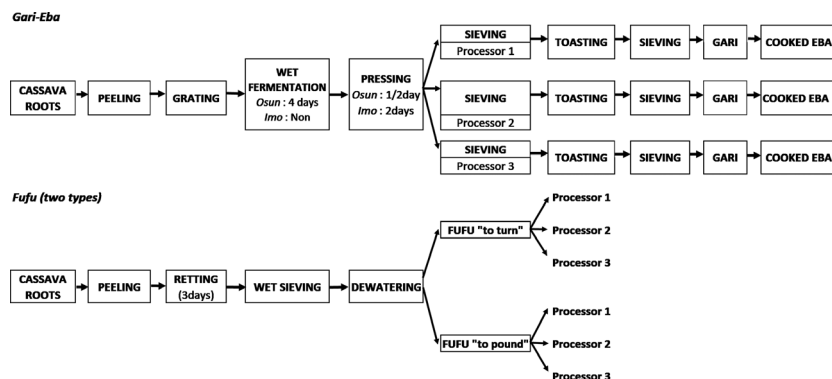 Gari-Eba
CASSAVA
ROOTS
PEELING
GRATING
WET
FERMENTATION
Osun : 4 days
Imo : Non
PRESSING
Osun : 1/2day
Imo : 2days
SIEVING
Processor 1
TOASTING
SIEVING
GARI
COOKED EBA
SIEVING
Processor 2
TOASTING
SIEVING
GARI
COOKED EBA
SIEVING
Processor 3
TOASTING
SIEVING
GARI
COOKED EBA
Fufu (two types)
CASSAVA
ROOTS
PEELING
RETTING
(3days)
WET SIEVING
DEWATERING
FUFU "to turn"
Processor 1
Processor 2
Processor 3
FUFU "to pound"
Processor 1
Processor 2
Processor 3